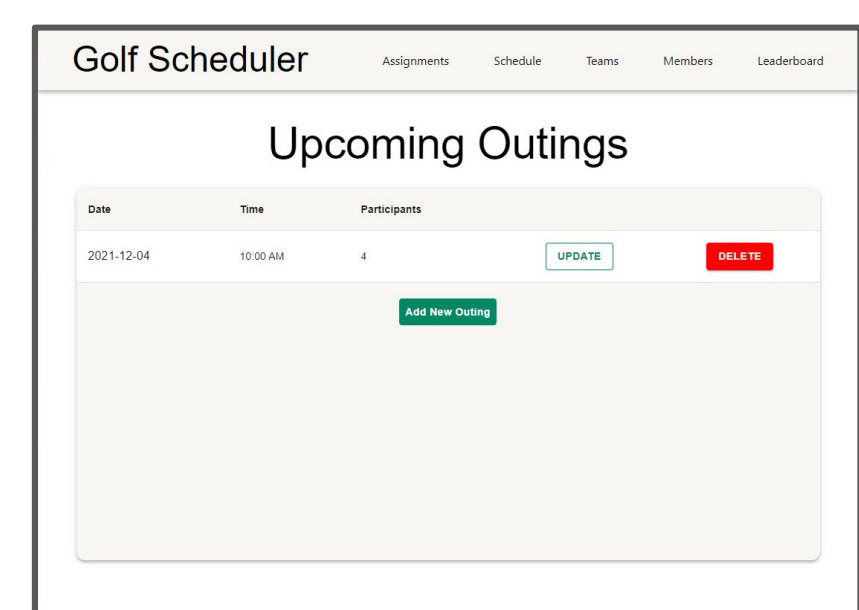 Golf Scheduler Assignments Schedule Teams Members Leaderboard
Upcoming Outings
Date Time Participants
2021-12-04 10:00 AM 4 UPDATE DELETE
Add New Outing